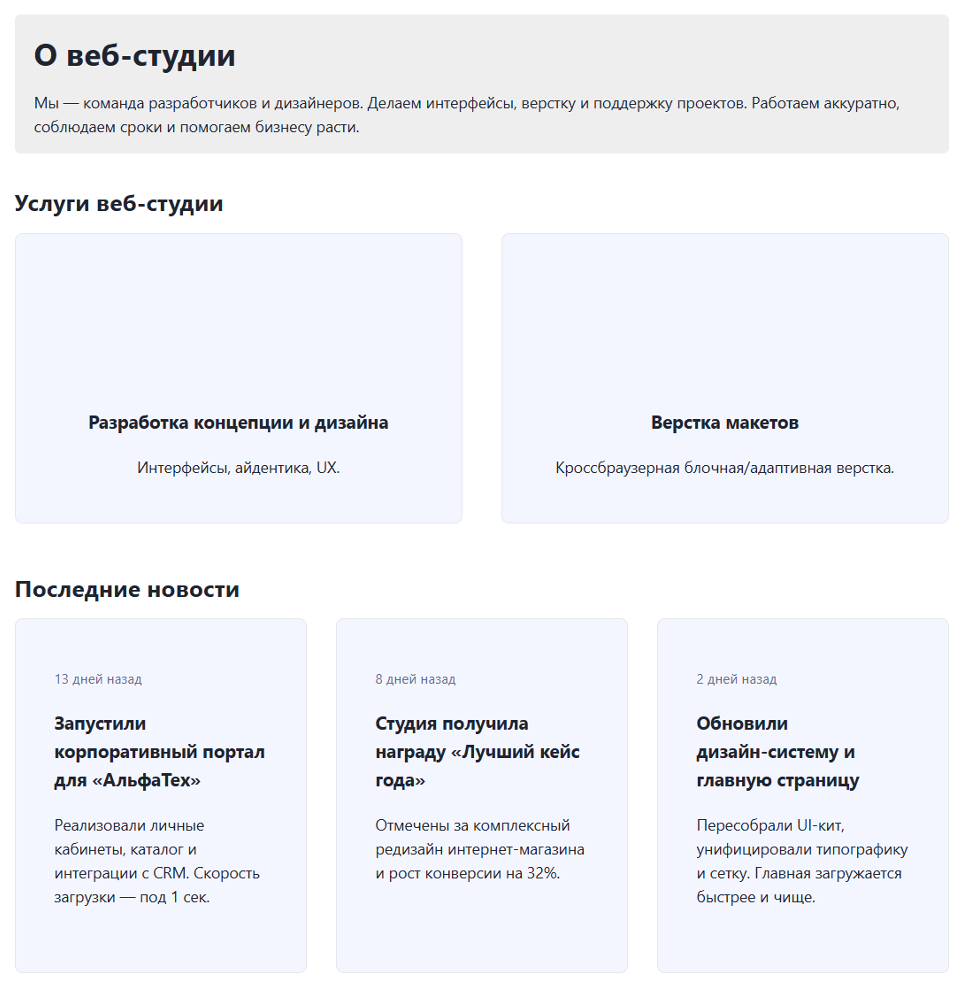 О веб-студии
Мы — команда разработчиков и дизайнеров. Делаем интерфейсы, верстку и поддержку проектов. Работаем аккуратно,
соблюдаем сроки и помогаем бизнесу расти.
Услуги веб-студии
Разработка концепции и дизайна
Интерфейсы, айдентика, UX.
Верстка макетов
Кроссбраузерная блочная/адаптивная верстка.
Последние новости
13 дней назад
Запустили
корпоративный портал
для «АльфаТех»
Реализовали личные
кабинеты, каталог и
интеграции с CRM. Скорость
загрузки — под 1 сек.
8 дней назад
Студия получила
награду «Лучший кейс
года»
Отмечены за комплексный
редизайн интернет-магазина
и рост конверсии на 32%.
2 дней назад
Обновили
дизайн-систему и
главную страницу
Пересобрали UI-кит,
унифицировали типографику
и сетку. Главная загружается
быстрее и чище.